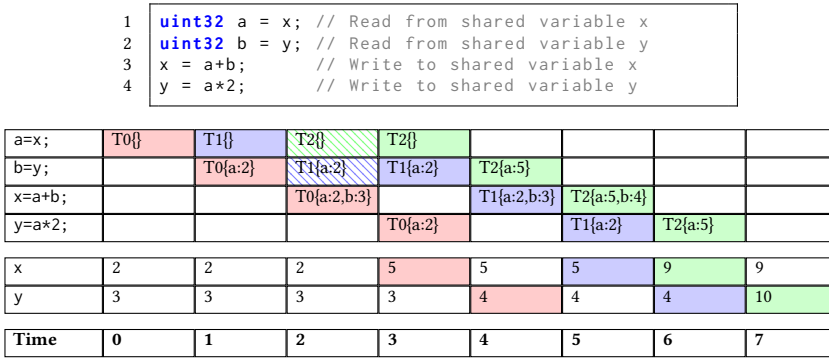 1 uint32 a = x; // Read from shared variable x
2 uint32 b = y; // Read from shared variable y
3 x = a+b; // Write to shared variable x
4 y = a*2; // Write to shared variable y
a=x; T0{} T1{} T2{} T2{}
b=y; T0{a:2} T1{a:2} T1{a:2} T2{a:5}
x=a+b; T0{a:2,b:3} T1{a:2,b:3} T2{a:5,b:4}
y=a*2; T0{a:2} T1{a:2} T2{a:5}
x 2 2 2 5 5 5 9 9
y 3 3 3 3 4 4 4 10
Time 0 1 2 3 4 5 6 7